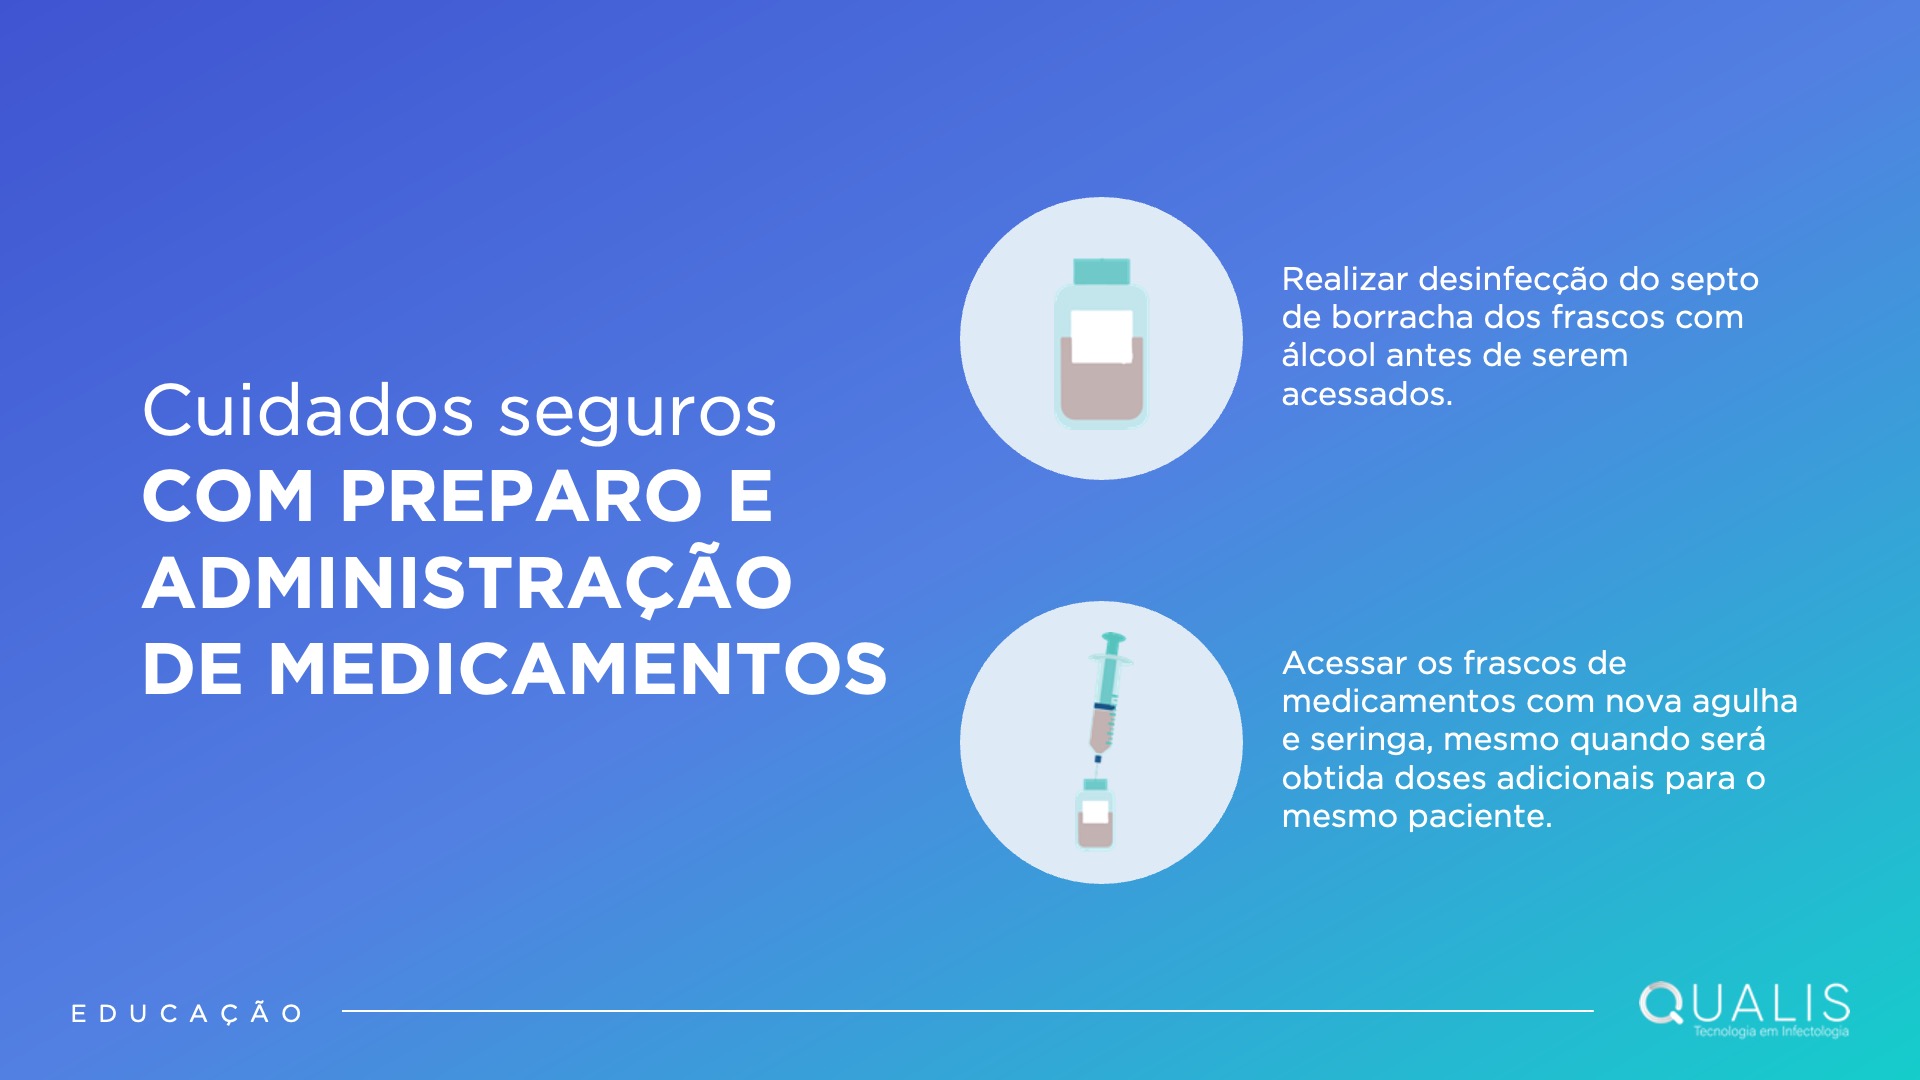 Cuidados seguros
COM PREPARO E
ADMINISTRAÇÃO
DE MEDICAMENTOS
Realizar desinfecção do septo
de borracha dos frascos com
álcool antes de serem
acessados.
Acessar os frascos de
medicamentos com nova agulha
e seringa, mesmo quando será
obtida doses adicionais para o
mesmo paciente.
EDUCAÇÃO
QUALIS
Tecnologia em Infectologia